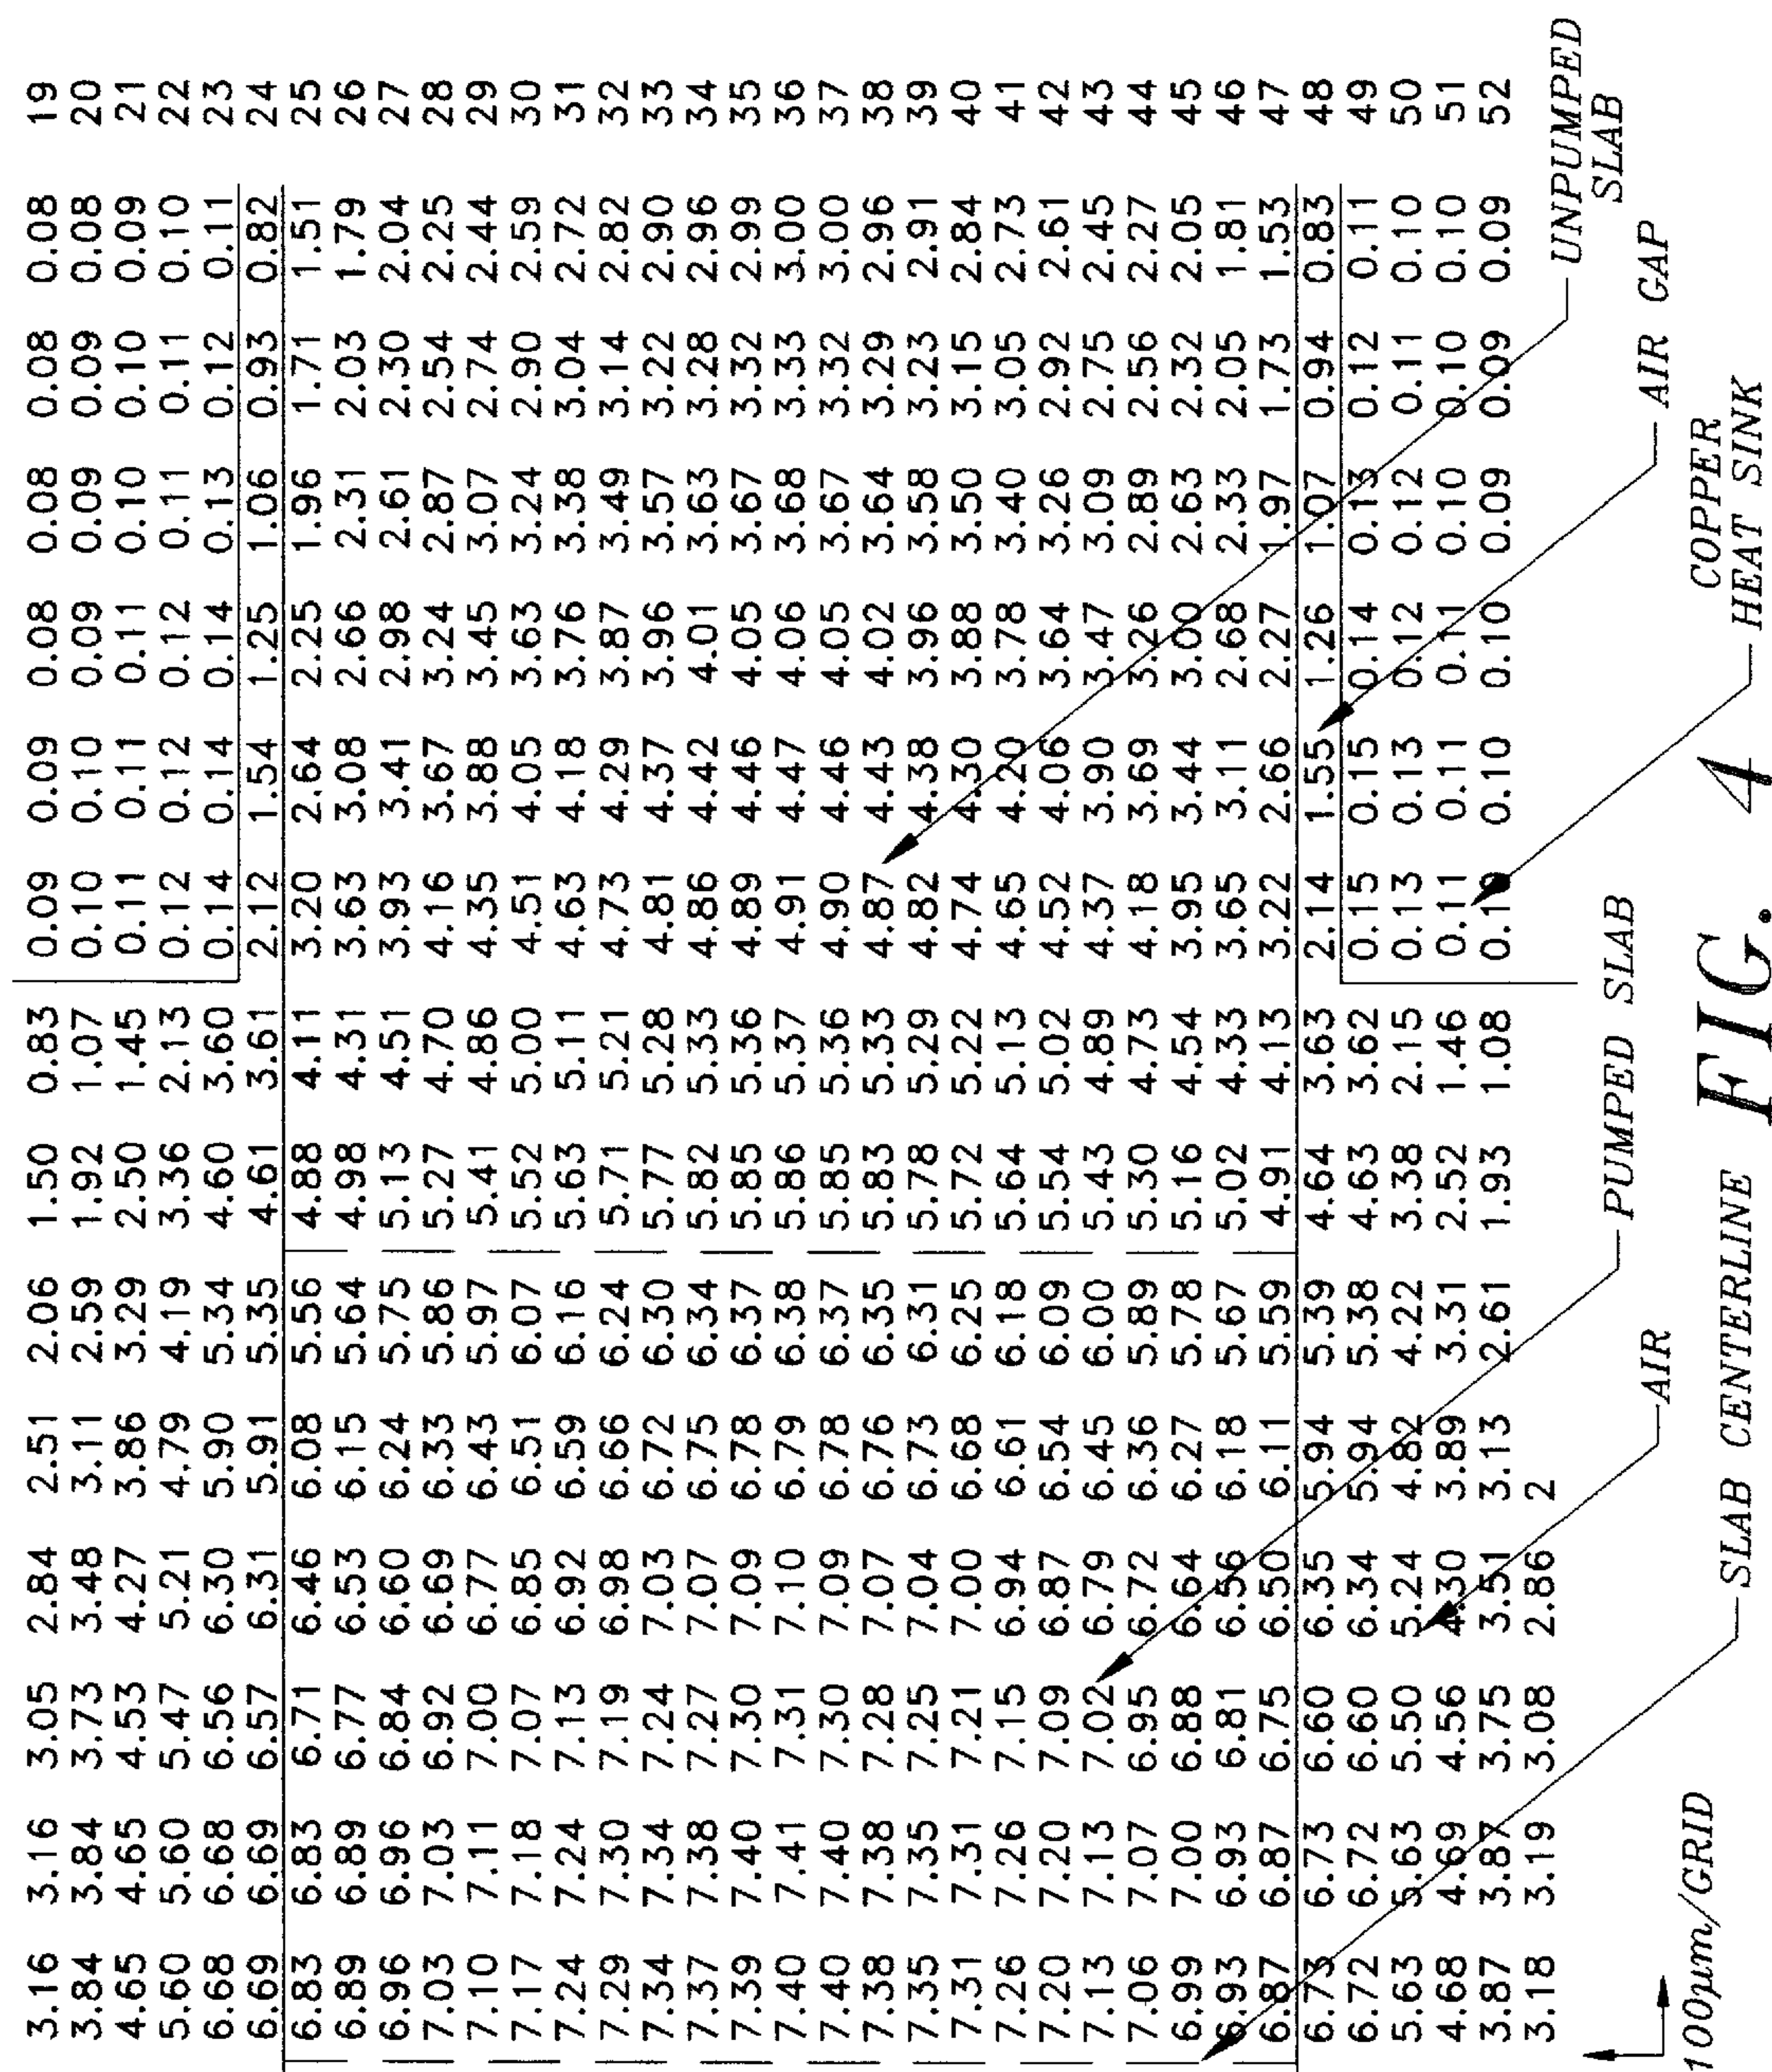 3.16 3.16 3.05 2.84 2.51 2.06 1.50 0.83 0.09 0.09 0.08 0.08 0.08 0.08 19
3.84 3.84 3.73 3.48 3.11 2.59 1.92 1.07 0.10 0.10 0.09 0.09 0.09 0.08 20
4.65 4.65 4.53 4.27 3.86 3.29 2.50 1.45 0.11 0.11 0.11 0.10 0.10 0.09 21
5.60 5.60 5.47 5.21 4.79 4.19 3.36 2.13 0.12 0.12 0.12 0.11 0.11 0.10 22
6.68 6.68 6.56 6.30 5.90 5.34 4.60 3.60 0.14 0.14 0.14 0.13 0.12 0.11 23
6.69 6.69 6.57 6.31 5.91 5.35 4.61 3.61 2.12 1.54 1.25 1.06 0.93 0.82 24
6.83 6.83 6.71 6.46 6.08 5.56 4.88 4.11 3.20 2.64 2.25 1.96 1.71 1.51 25
6.89 6.89 6.77 6.53 6.15 5.64 4.98 4.31 3.63 3.08 2.66 2.31 2.03 1.79 26
6.96 6.96 6.84 6.60 6.24 5.75 5.13 4.51 3.93 3.41 2.98 2.61 2.30 2.04 27
7.03 7.03 6.92 6.69 6.33 5.86 5.27 4.70 4.16 3.67 3.24 2.87 2.54 2.25 28
7.10 7.11 7.00 6.77 6.43 5.97 5.41 4.86 4.35 3.88 3.45 3.07 2.74 2.44 29
7.17 7.18 7.07 6.85 6.51 6.07 5.52 5.00 4.51 4.05 3.63 3.24 2.90 2.59 30
7.24 7.24 7.13 6.92 6.59 6.16 5.63 5.11 4.63 4.18 3.76 3.38 3.04 2.72 31
7.29 7.30 7.19 6.98 6.66 6.24 5.71 5.21 4.73 4.29 3.87 3.49 3.14 2.82 32
7.34 7.34 7.24 7.03 6.72 6.30 5.77 5.28 4.81 4.37 3.96 3.57 3.22 2.90 33
7.37 7.38 7.27 7.07 6.75 6.34 5.82 5.33 4.86 4.42 4.01 3.63 3.28 2.96 34
7.39 7.40 7.30 7.09 6.78 6.37 5.85 5.36 4.89 4.46 4.05 3.67 3.32 2.99 35
7.40 7.41 7.31 7.10 6.79 6.38 5.86 5.37 4.91 4.47 4.06 3.68 3.33 3.00 36
7.40 7.40 7.30 7.09 6.78 6.37 5.85 5.36 4.90 4.46 4.05 3.67 3.32 3.00 37
7.38 7.38 7.28 7.07 6.76 6.35 5.83 5.33 4.87 4.43 4.02 3.64 3.29 2.96 38
7.35 7.35 7.25 7.04 6.73 6.31 5.78 5.29 4.82 4.38 3.96 3.58 3.23 2.91 39
7.31 7.31 7.21 7.00 6.68 6.25 5.72 5.22 4.74 4.30 3.88 3.50 3.15 2.84 40
7.26 7.26 7.15 6.94 6.61 6.18 5.64 5.13 4.65 4.20 3.78 3.40 3.05 2.73 41
7.20 7.20 7.09 6.87 6.54 6.09 5.54 5.02 4.52 4.06 3.64 3.26 2.92 2.61 42
7.13 7.13 7.02 6.79 6.45 6.00 5.43 4.89 4.37 3.90 3.47 3.09 2.75 2.45 43
7.06 7.07 6.95 6.72 6.36 5.89 5.30 4.73 4.18 3.69 3.26 2.89 2.56 2.27 44
6.99 7.00 6.88 6.64 6.27 5.78 5.16 4.54 3.95 3.44 3.00 2.63 2.32 2.05 45
6.93 6.93 6.81 6.56 6.18 5.67 5.02 4.33 3.65 3.11 2.68 2.33 2.05 1.81 46
6.87 6.87 6.75 6.50 6.11 5.59 4.91 4.13 3.22 2.66 2.27 1.97 1.73 1.53 47
6.73 6.73 6.60 6.35 5.94 5.39 4.64 3.63 2.14 1.55 1.26 1.07 0.94 0.83 48
6.72 6.72 6.60 6.34 5.94 5.38 4.63 3.62 0.15 0.15 0.14 0.13 0.12 0.11 49
5.63 5.63 5.50 5.24 4.82 4.22 3.38 2.15 0.13 0.13 0.12 0.12 0.11 0.10 50
4.68 4.69 4.56 4.30 3.89 3.31 2.52 1.46 0.11 0.11 0.11 0.10 0.10 0.10 51
3.87 3.87 3.75 3.51 3.13 2.61 1.93 1.08 0.10 0.10 0.10 0.09 0.09 0.09 52
3.18 3.19 3.08 2.86 2
UNPUMPED
SLAB
PUMPED SLAB
AIR
AIR GAP
COPPER
HEAT SINK
SLAB CENTERLINE
100µm/GRID
FIG. 4